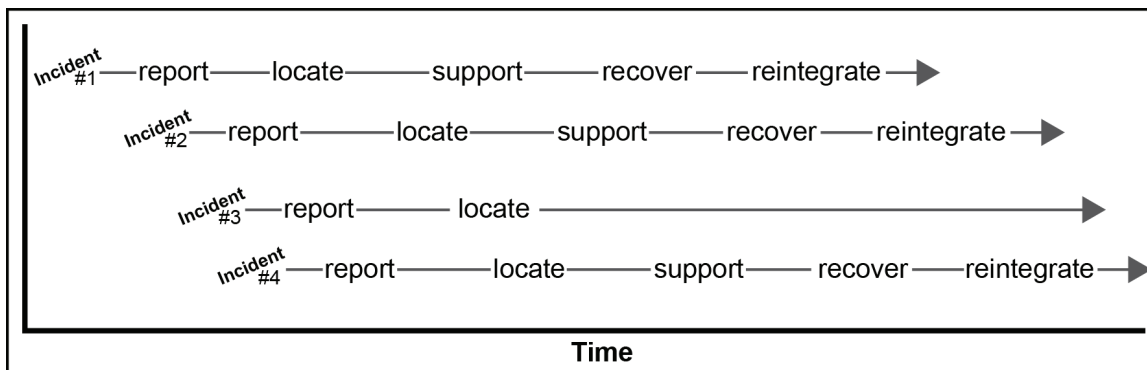 Incident #1 report locate support recover reintegrate
Incident #2 report locate support recover reintegrate
Incident #3 report locate
Incident #4 report locate support recover reintegrate
Time